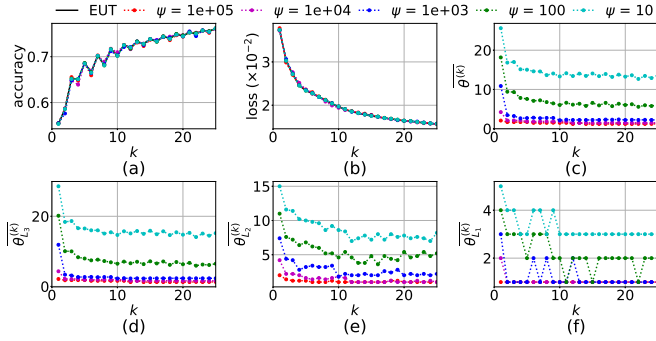 EUT ψ = 1e+05 ψ = 1e+04 ψ = 1e+03 ψ = 100 ψ = 10
accuracy
0.7
0.6
0 10 20
k
(a)
loss (×10⁻²)
3
2
0 10 20
k
(b)
θ̅⁽ᵏ⁾
20
10
0
0 10 20
k
(c)
θ̅_L₃⁽ᵏ⁾
20
0
0 10 20
k
(d)
θ̅_L₂⁽ᵏ⁾
15
10
5
0 10 20
k
(e)
θ̅_L₁⁽ᵏ⁾
4
2
0 10 20
k
(f)